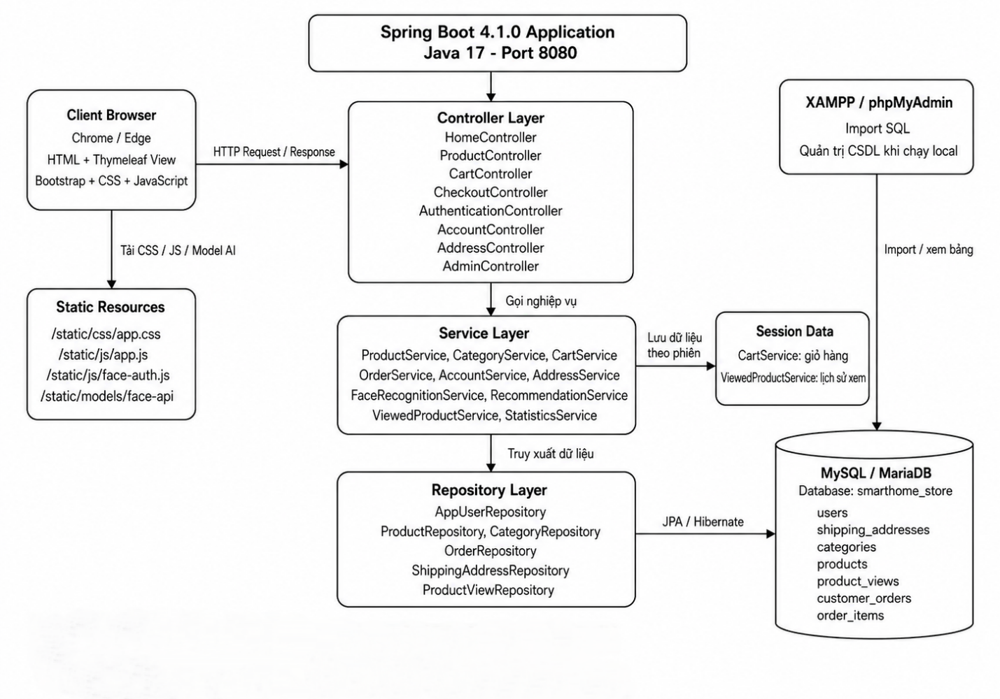 Spring Boot 4.1.0 Application
Java 17 - Port 8080
Client Browser
Chrome / Edge
HTML + Thymeleaf View
Bootstrap + CSS + JavaScript
HTTP Request / Response
Controller Layer
HomeController
ProductController
CartController
CheckoutController
AuthenticationController
AccountController
AddressController
AdminController
XAMPP / phpMyAdmin
Import SQL
Quản trị CSDL khi chạy local
Tải CSS / JS / Model AI
Import / xem bảng
Static Resources
/static/css/app.css
/static/js/app.js
/static/js/face-auth.js
/static/models/face-api
Gọi nghiệp vụ
Service Layer
ProductService, CategoryService, CartService
OrderService, AccountService, AddressService
FaceRecognitionService, RecommendationService
ViewedProductService, StatisticsService
Lưu dữ liệu
theo phiên
Session Data
CartService: giỏ hàng
ViewedProductService: lịch sử xem
Truy xuất dữ liệu
Repository Layer
AppUserRepository
ProductRepository, CategoryRepository
OrderRepository
ShippingAddressRepository
ProductViewRepository
JPA / Hibernate
MySQL / MariaDB
Database: smarthome_store
users
shipping_addresses
categories
products
product_views
customer_orders
order_items